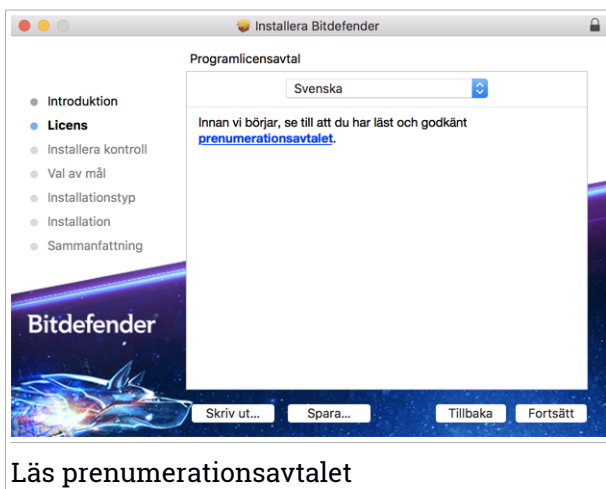 Installera Bitdefender
Programlicensavtal
Svenska
Introduktion
Licens
Installera kontroll
Val av mål
Installationstyp
Installation
Sammanfattning
Innan vi börjar, se till att du har läst och godkänt
prenumerationsavtalet.
Bitdefender
Skriv ut... Spara... Tillbaka Fortsätt
Läs prenumerationsavtalet